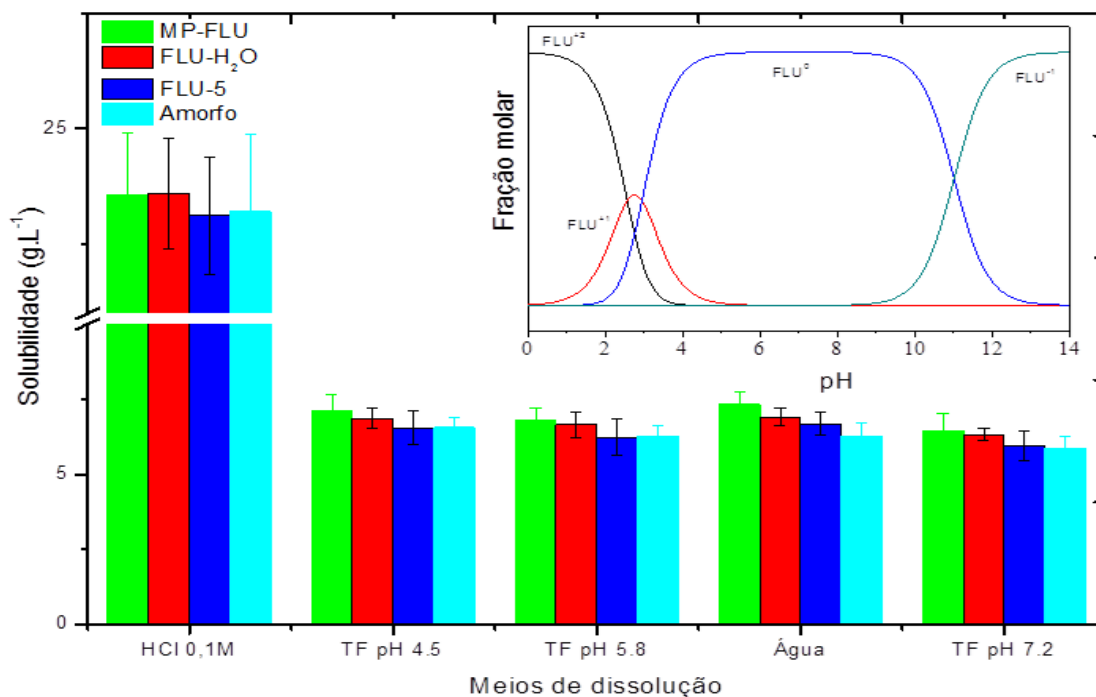 MP-FLU
FLU-H₂O
FLU-5
Amorfo
Solubilidade (g.L⁻¹)
25
5
0
HCl 0,1M
TF pH 4.5
TF pH 5.8
Água
TF pH 7.2
Meios de dissolução
Fração molar
FLU⁺²
FLU⁺¹
FLU⁰
FLU⁻¹
0
2
4
6
8
10
12
14
pH